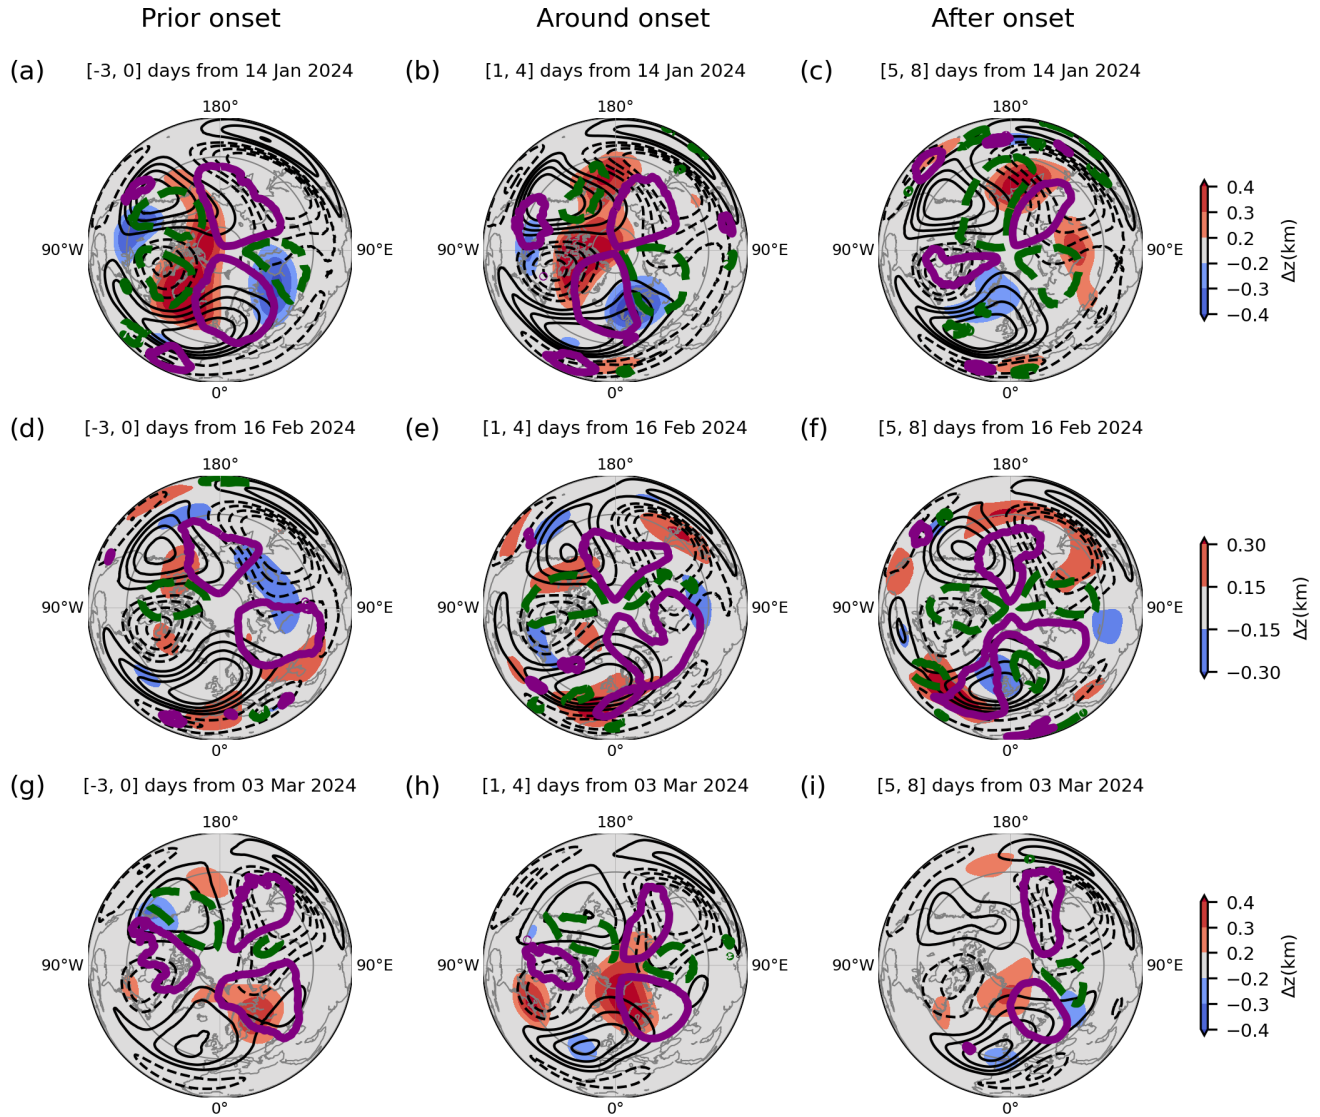 Prior onset Around onset After onset
(a) [-3, 0] days from 14 Jan 2024 (b) [1, 4] days from 14 Jan 2024 (c) [5, 8] days from 14 Jan 2024
180° 180° 180°
90°W 90°E 90°W 90°E 90°W 90°E
0° 0° 0°
0.4
0.3
0.2
−0.2
−0.3
−0.4
Δz(km)
(d) [-3, 0] days from 16 Feb 2024 (e) [1, 4] days from 16 Feb 2024 (f) [5, 8] days from 16 Feb 2024
180° 180° 180°
90°W 90°E 90°W 90°E 90°W 90°E
0° 0° 0°
0.30
0.15
−0.15
−0.30
Δz(km)
(g) [-3, 0] days from 03 Mar 2024 (h) [1, 4] days from 03 Mar 2024 (i) [5, 8] days from 03 Mar 2024
180° 180° 180°
90°W 90°E 90°W 90°E 90°W 90°E
0° 0° 0°
0.4
0.3
0.2
−0.2
−0.3
−0.4
Δz(km)